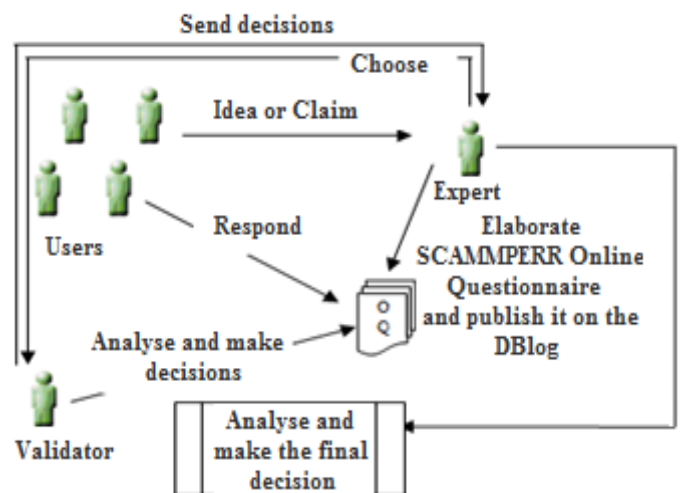 Send decisions
Choose
Idea or Claim
Expert
Users
Respond
Elaborate
SCAMMPERR Online
Questionnaire
and publish it on the
DBlog
O
Q
Analyse and make
decisions
Validator
Analyse and
make the final
decision